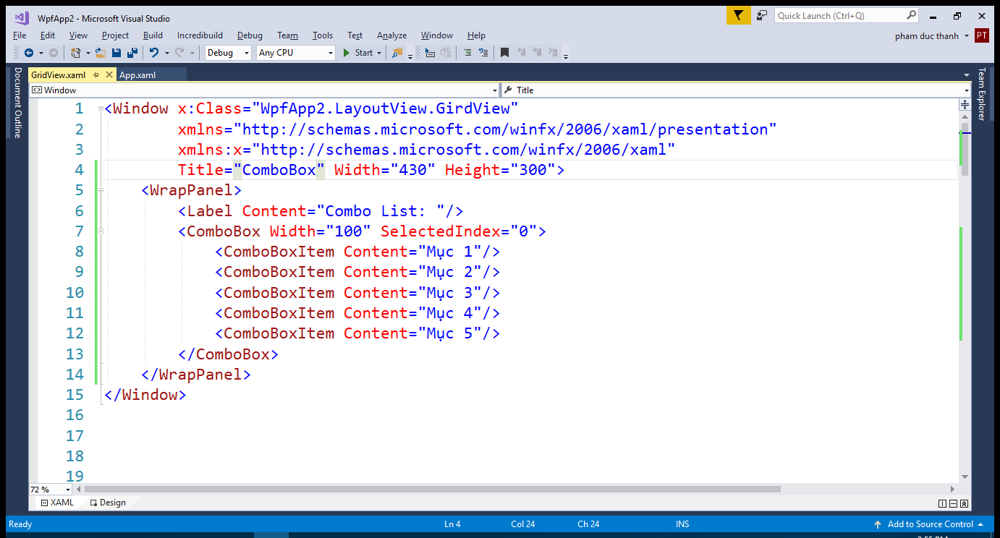 WpfApp2 - Microsoft Visual Studio
Quick Launch (Ctrl+Q)
File Edit View Project Build Incredibuild Debug Team Tools Test Analyze Window Help
pham duc thanh PT
Debug Any CPU Start
GridView.xaml App.xaml
Document Outline
Team Explorer
Window Title
1 <Window x:Class="WpfApp2.LayoutView.GirdView"
2 xmlns="http://schemas.microsoft.com/winfx/2006/xaml/presentation"
3 xmlns:x="http://schemas.microsoft.com/winfx/2006/xaml"
4 Title="ComboBox" Width="430" Height="300">
5 <WrapPanel>
6 <Label Content="Combo List: "/>
7 <ComboBox Width="100" SelectedIndex="0">
8 <ComboBoxItem Content="Mục 1"/>
9 <ComboBoxItem Content="Mục 2"/>
10 <ComboBoxItem Content="Mục 3"/>
11 <ComboBoxItem Content="Mục 4"/>
12 <ComboBoxItem Content="Mục 5"/>
13 </ComboBox>
14 </WrapPanel>
15 </Window>
16
17
18
19
72 %
XAML Design
Ready Ln 4 Col 24 Ch 24 INS Add to Source Control